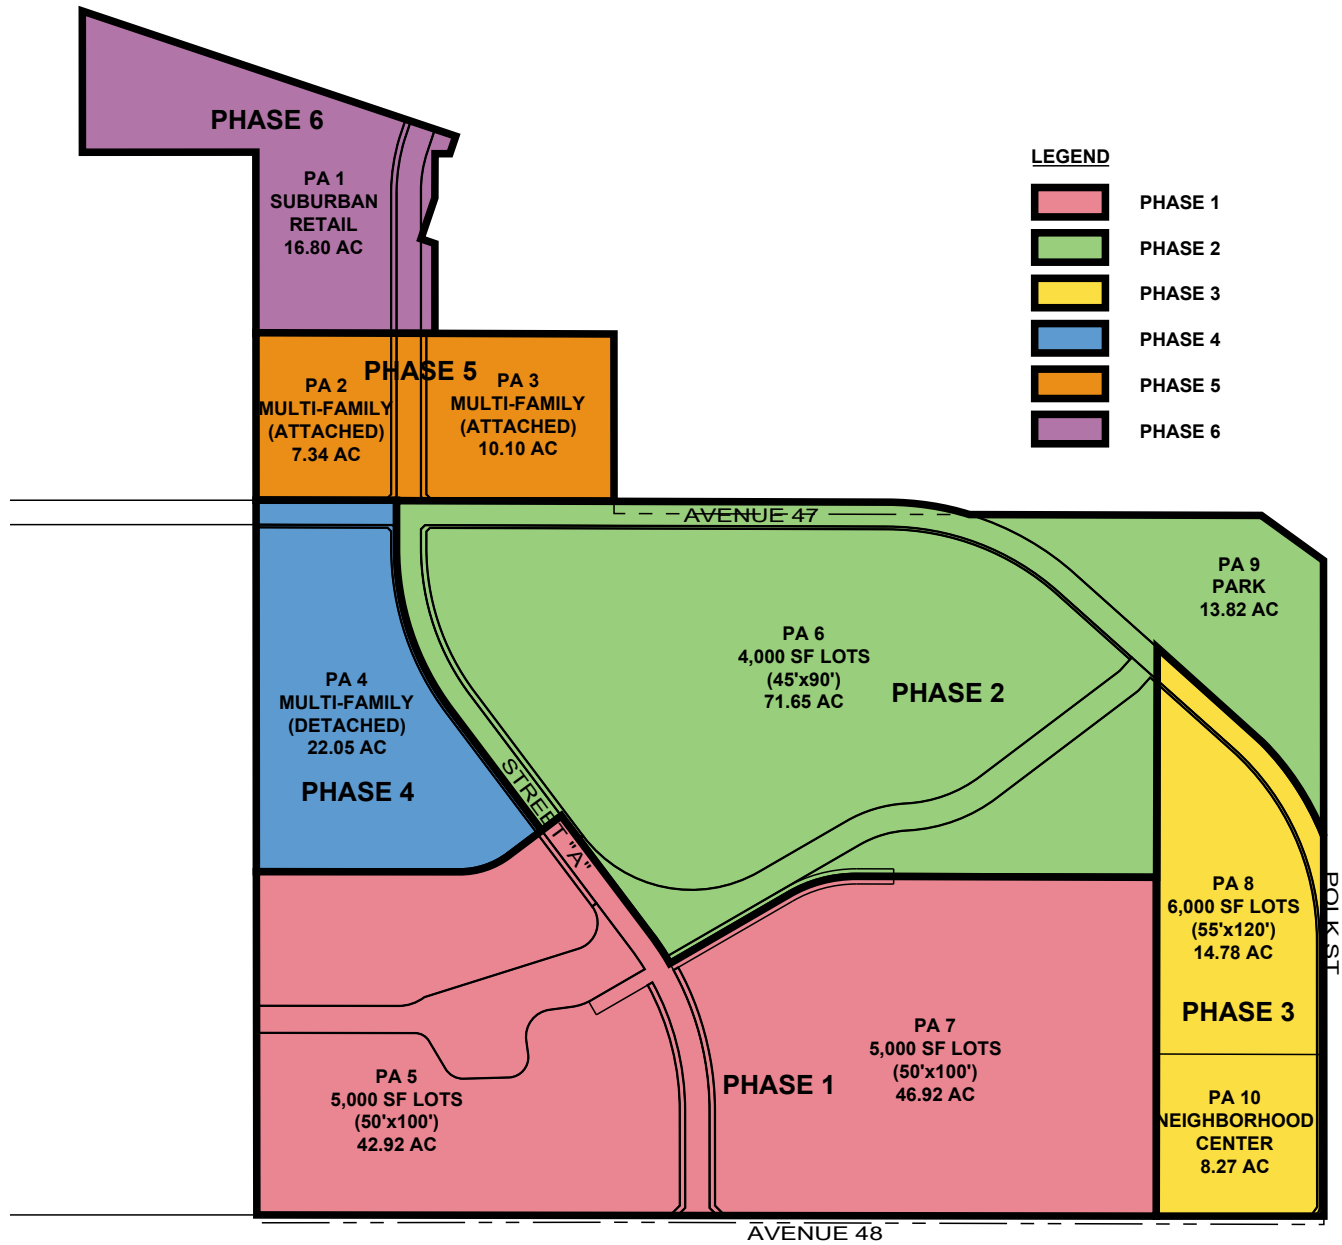 PHASE 6
PA 1
SUBURBAN
RETAIL
16.80 AC
LEGEND
PHASE 1
PHASE 2
PHASE 3
PHASE 4
PHASE 5
PHASE 6
PHASE 5
PA 2
MULTI-FAMILY
(ATTACHED)
7.34 AC
PA 3
MULTI-FAMILY
(ATTACHED)
10.10 AC
AVENUE 47
PA 9
PARK
13.82 AC
PA 6
4,000 SF LOTS
(45'x90')
71.65 AC
PHASE 2
PA 4
MULTI-FAMILY
(DETACHED)
22.05 AC
PHASE 4
STREET "A"
PA 8
6,000 SF LOTS
(55'x120')
14.78 AC
PHASE 3
POLK ST
PA 7
5,000 SF LOTS
(50'x100')
46.92 AC
PHASE 1
PA 5
5,000 SF LOTS
(50'x100')
42.92 AC
PA 10
NEIGHBORHOOD
CENTER
8.27 AC
AVENUE 48